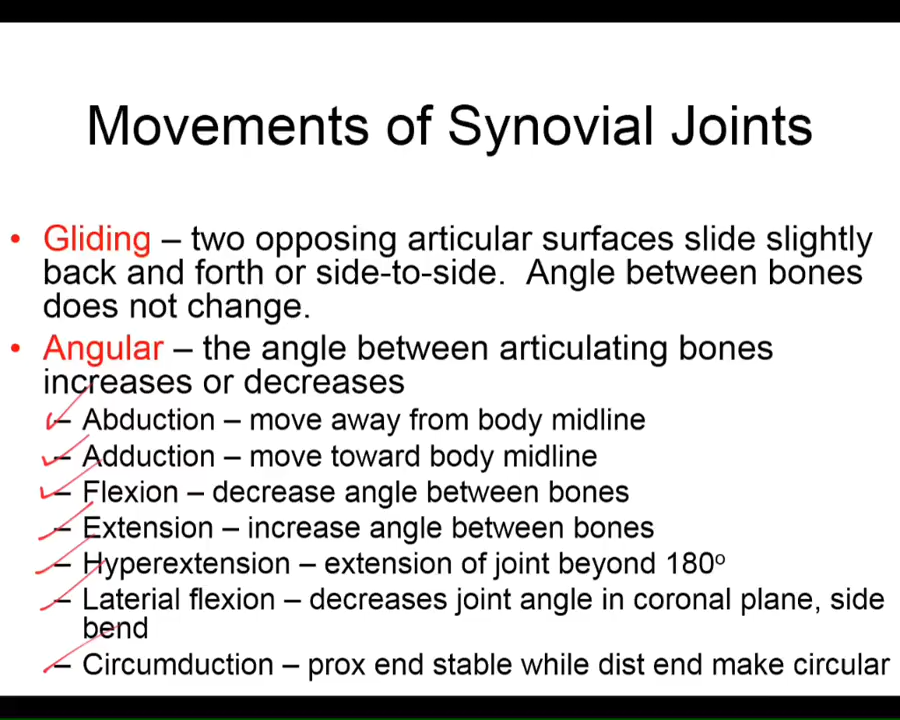 Movements of Synovial Joints
• Gliding – two opposing articular surfaces slide slightly
back and forth or side-to-side. Angle between bones
does not change.
• Angular – the angle between articulating bones
increases or decreases
– Abduction – move away from body midline
– Adduction – move toward body midline
– Flexion – decrease angle between bones
– Extension – increase angle between bones
– Hyperextension – extension of joint beyond 180º
– Laterial flexion – decreases joint angle in coronal plane, side
bend
– Circumduction – prox end stable while dist end make circular